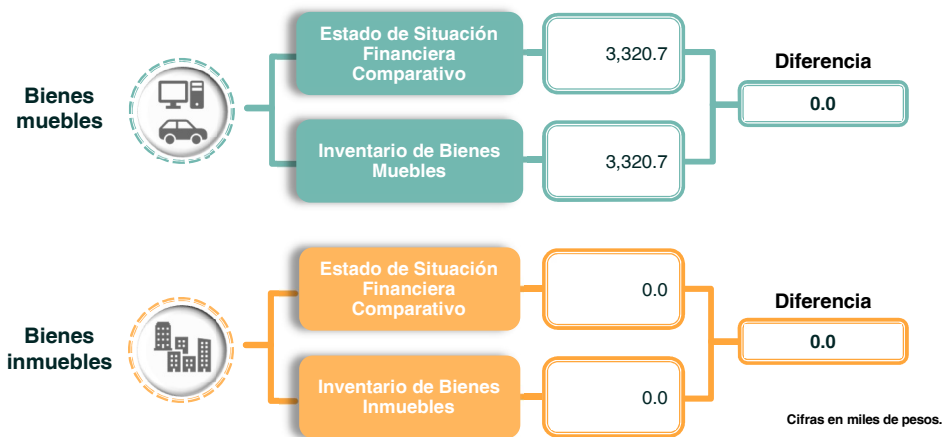 Bienes
muebles
Estado de Situación
Financiera
Comparativo
3,320.7
Inventario de Bienes
Muebles
3,320.7
Diferencia
0.0
Bienes
inmuebles
Estado de Situación
Financiera
Comparativo
0.0
Inventario de Bienes
Inmuebles
0.0
Diferencia
0.0
Cifras en miles de pesos.